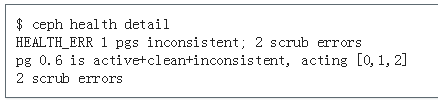 $ ceph health detail
HEALTH_ERR 1 pgs inconsistent; 2 scrub errors
pg 0.6 is active+clean+inconsistent, acting [0,1,2]
2 scrub errors